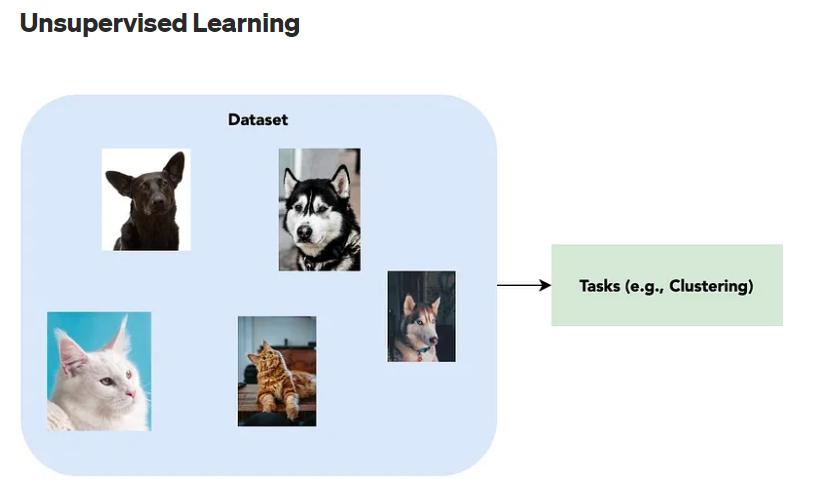 Unsupervised Learning
Dataset
Tasks (e.g., Clustering)